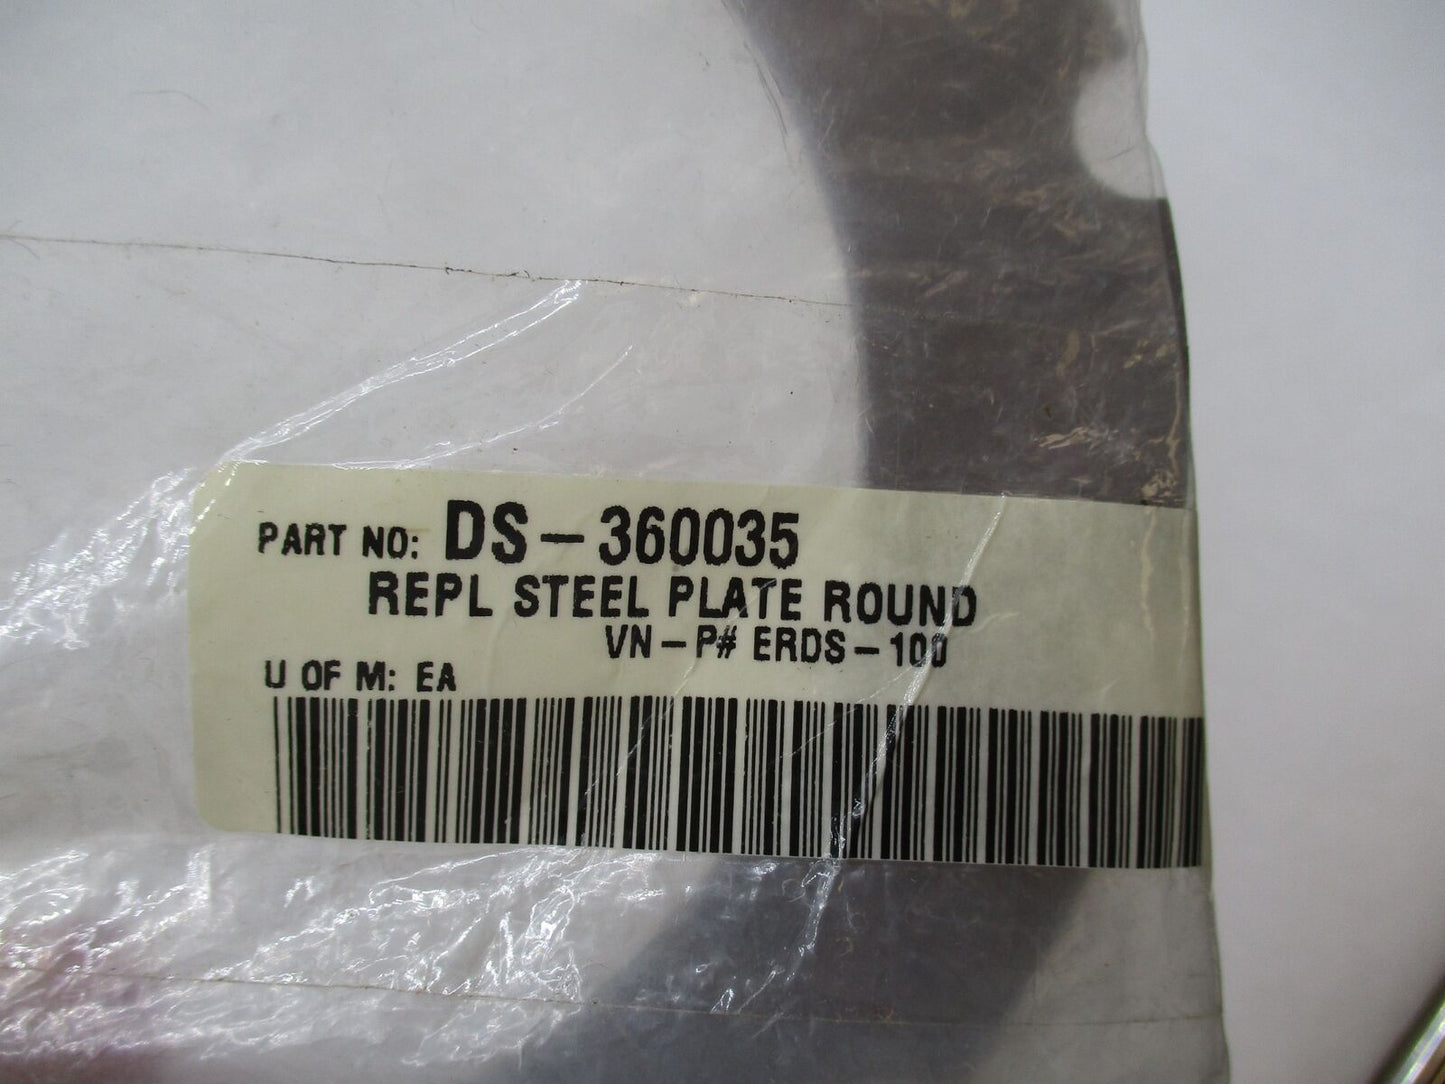 PART NO: DS-360035
REPL STEEL PLATE ROUND
VN-P# ERDS-100
U OF M: EA